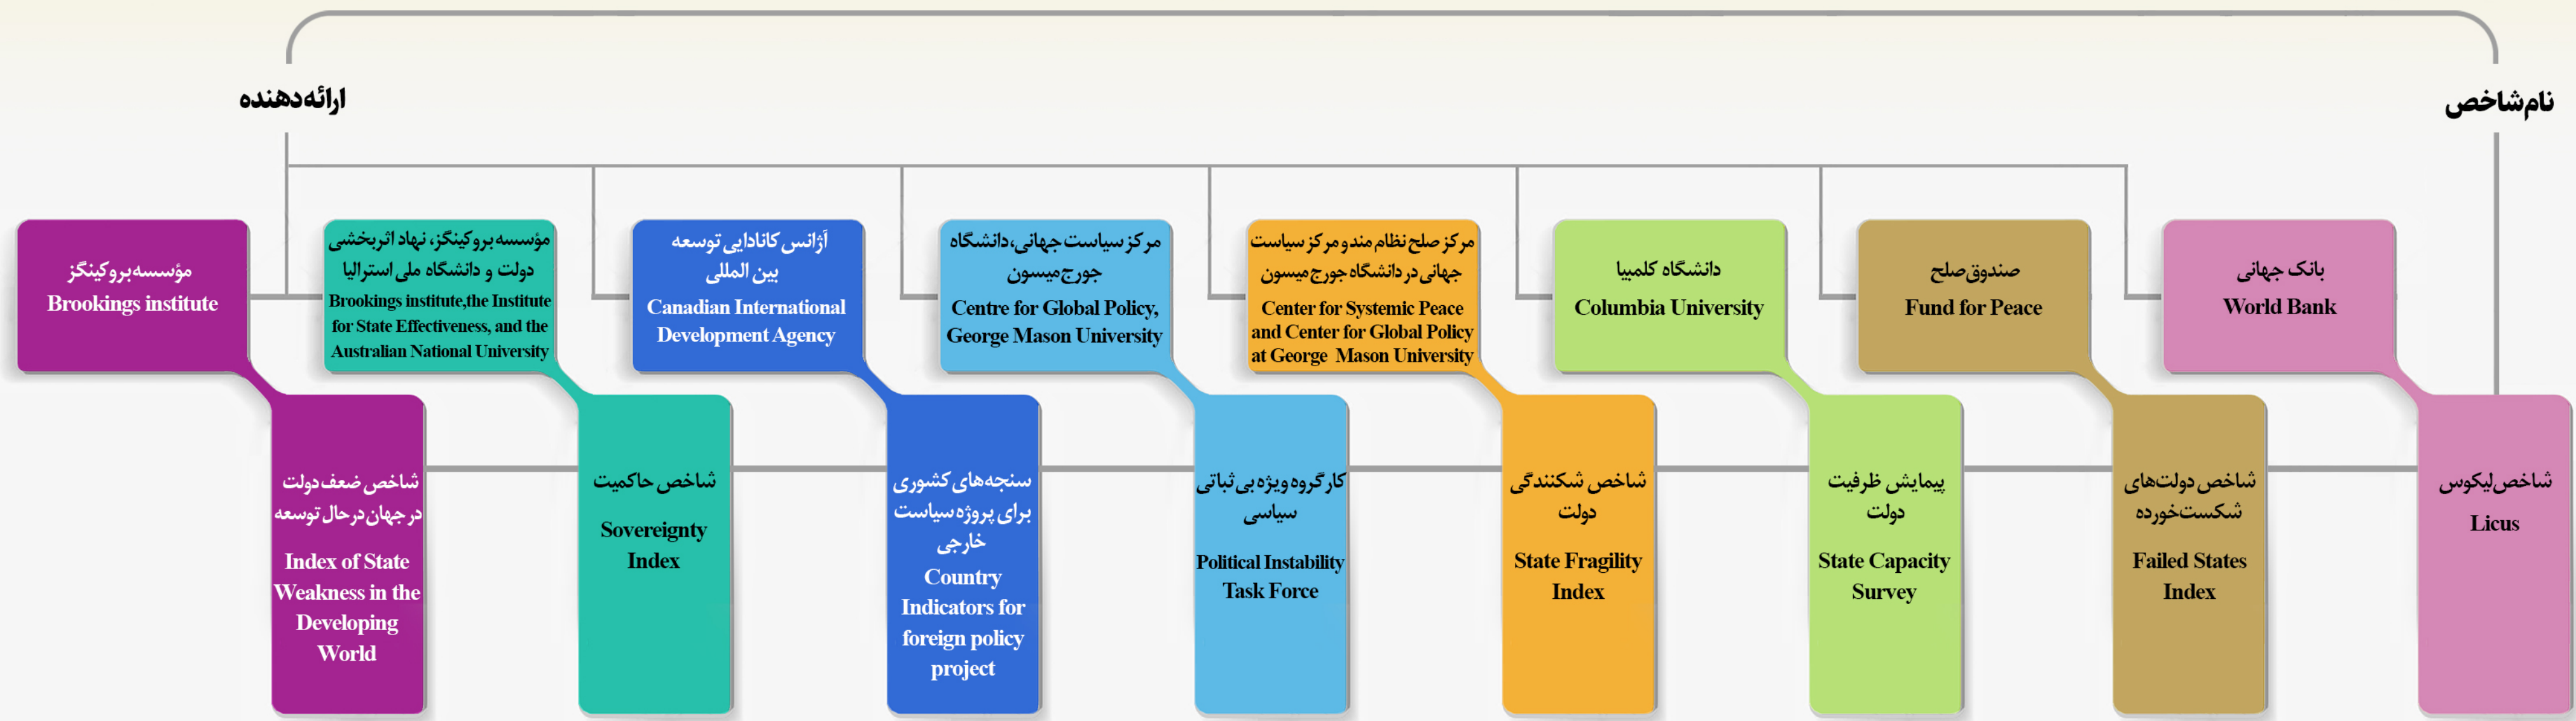 نام شاخص
ارائه‌دهنده
بانک جهانی
World Bank
شاخص لیکوس
Licus
صندوق صلح
Fund for Peace
شاخص دولت‌های
شکست‌خورده
Failed States
Index
دانشگاه کلمبیا
Columbia University
پیمایش ظرفیت
دولت
State Capacity
Survey
مرکز صلح نظام مند و مرکز سیاست
جهانی در دانشگاه جورج میسون
Center for Systemic Peace
and Center for Global Policy
at George Mason University
شاخص شکنندگی
دولت
State Fragility
Index
مرکز سیاست جهانی، دانشگاه
جورج میسون
Centre for Global Policy,
George Mason University
کارگروه ویژه بی ثباتی
سیاسی
Political Instability
Task Force
آژانس کانادایی توسعه
بین المللی
Canadian International
Development Agency
سنجه‌های کشوری
برای پروژه سیاست
خارجی
Country
Indicators for
foreign policy
project
مؤسسه بروکینگز، نهاد اثربخشی
دولت و دانشگاه ملی استرالیا
Brookings institute,the Institute
for State Effectiveness, and the
Australian National University
شاخص حاکمیت
Sovereignty
Index
مؤسسه بروکینگز
Brookings institute
شاخص ضعف دولت
در جهان در حال توسعه
Index of State
Weakness in the
Developing
World